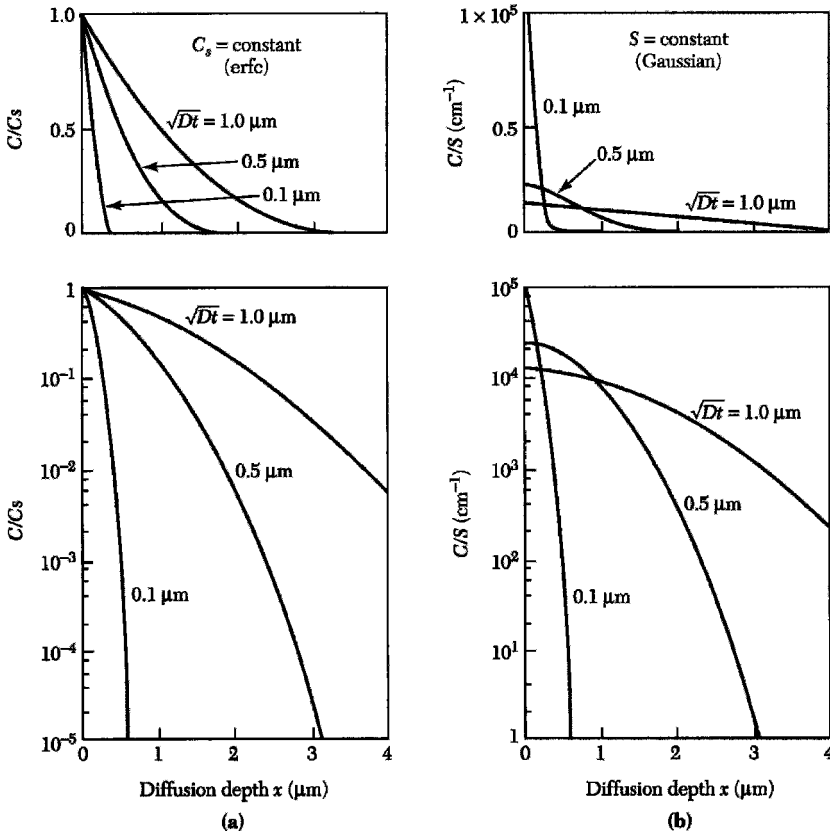 1.0
C_s = constant
(erfc)
√Dt = 1.0 μm
0.5
0.5 μm
0.1 μm
0
C/Cs
1 × 10^5
S = constant
(Gaussian)
0.1 μm
0.5
0.5 μm
√Dt = 1.0 μm
0
C/S (cm^−1)
1
√Dt = 1.0 μm
10^−1
10^−2
0.5 μm
10^−3
0.1 μm
10^−4
10^−5
C/Cs
0 1 2 3 4
Diffusion depth x (μm)
(a)
10^5
10^4
√Dt = 1.0 μm
10^3
0.5 μm
10^2
0.1 μm
10^1
1
C/S (cm^−1)
0 1 2 3 4
Diffusion depth x (μm)
(b)